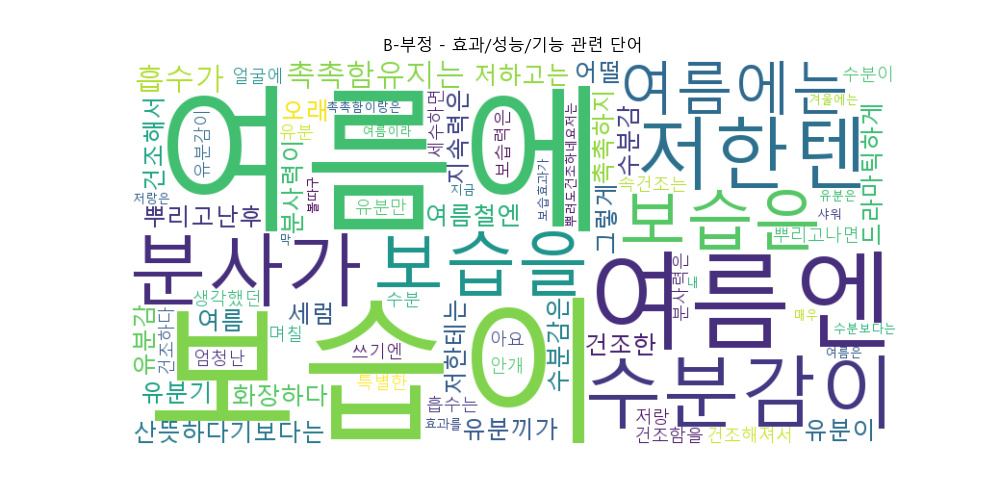 B-부정 - 효과/성능/기능 관련 단어
흡수가
얼굴에
촉촉함유지는
저하고는
어떨
여름에는
수분이
건조해서
유분감이
여름에
오래
촉촉함이랑은
유분
여름이라
세수하면
지속력은
보습력은
뿌려도건조하네요저는
촉촉하지
수분감
저한텐
겨울에는
드라마틱하게
저랑은
뿌리고난후
분사력이
볼따구
유분만
지금
여름철엔
보습효과가
그렇게
속건조는
보습은
유분은
샤워
뿌리고나면
막
분사가
보습을
여름엔
분사력은
내
매우
생각했던
수분
여름
며칠
세럼
보습이
저한테는
수분감은
건조한
수분보다는
여름은
유분감
건조하다
엄청난
쓰기엔
아요
안개
특별한
수분감이
유분기
화장하다
흡수는
효과를
산뜻하다기보다는
유분끼가
저랑
건조함을
건조해져서
유분이